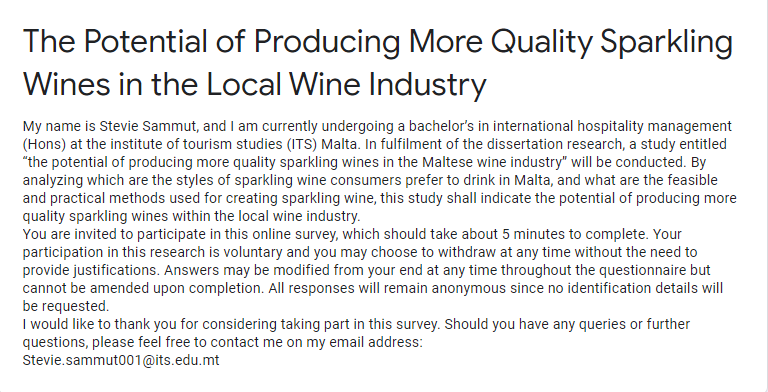 The Potential of Producing More Quality Sparkling
Wines in the Local Wine Industry
My name is Stevie Sammut, and I am currently undergoing a bachelor's in international hospitality management
(Hons) at the institute of tourism studies (ITS) Malta. In fulfilment of the dissertation research, a study entitled
“the potential of producing more quality sparkling wines in the Maltese wine industry” will be conducted. By
analyzing which are the styles of sparkling wine consumers prefer to drink in Malta, and what are the feasible
and practical methods used for creating sparkling wine, this study shall indicate the potential of producing more
quality sparkling wines within the local wine industry.
You are invited to participate in this online survey, which should take about 5 minutes to complete. Your
participation in this research is voluntary and you may choose to withdraw at any time without the need to
provide justifications. Answers may be modified from your end at any time throughout the questionnaire but
cannot be amended upon completion. All responses will remain anonymous since no identification details will
be requested.
I would like to thank you for considering taking part in this survey. Should you have any queries or further
questions, please feel free to contact me on my email address:
Stevie.sammut001@its.edu.mt